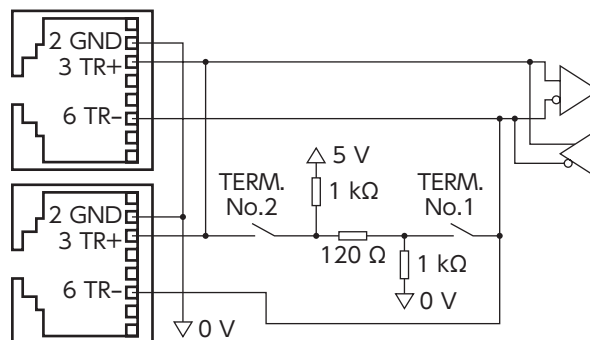 2 GND
3 TR+
6 TR−
5 V
TERM.
No.2
1 kΩ
TERM.
No.1
2 GND
3 TR+
120 Ω
1 kΩ
6 TR−
0 V
0 V